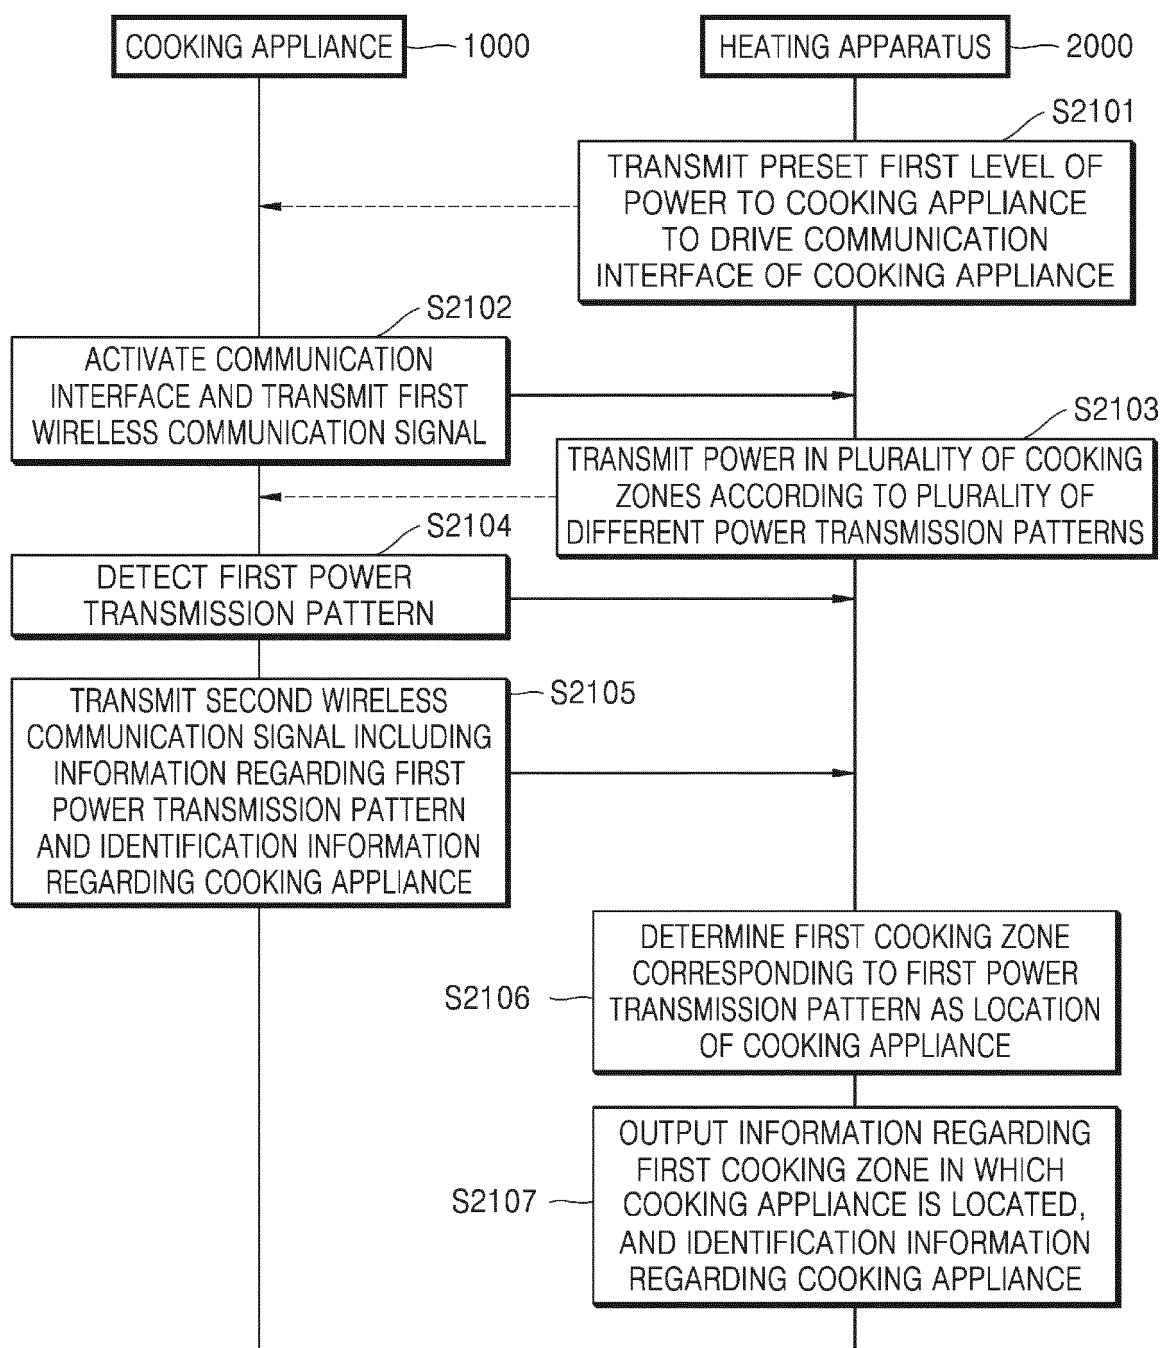 COOKING APPLIANCE
1000
HEATING APPARATUS
2000
S2101
TRANSMIT PRESET FIRST LEVEL OF
POWER TO COOKING APPLIANCE
TO DRIVE COMMUNICATION
INTERFACE OF COOKING APPLIANCE
S2102
ACTIVATE COMMUNICATION
INTERFACE AND TRANSMIT FIRST
WIRELESS COMMUNICATION SIGNAL
S2103
TRANSMIT POWER IN PLURALITY OF COOKING
ZONES ACCORDING TO PLURALITY OF
DIFFERENT POWER TRANSMISSION PATTERNS
S2104
DETECT FIRST POWER
TRANSMISSION PATTERN
S2105
TRANSMIT SECOND WIRELESS
COMMUNICATION SIGNAL INCLUDING
INFORMATION REGARDING FIRST
POWER TRANSMISSION PATTERN
AND IDENTIFICATION INFORMATION
REGARDING COOKING APPLIANCE
S2106
DETERMINE FIRST COOKING ZONE
CORRESPONDING TO FIRST POWER
TRANSMISSION PATTERN AS LOCATION
OF COOKING APPLIANCE
S2107
OUTPUT INFORMATION REGARDING
FIRST COOKING ZONE IN WHICH
COOKING APPLIANCE IS LOCATED,
AND IDENTIFICATION INFORMATION
REGARDING COOKING APPLIANCE